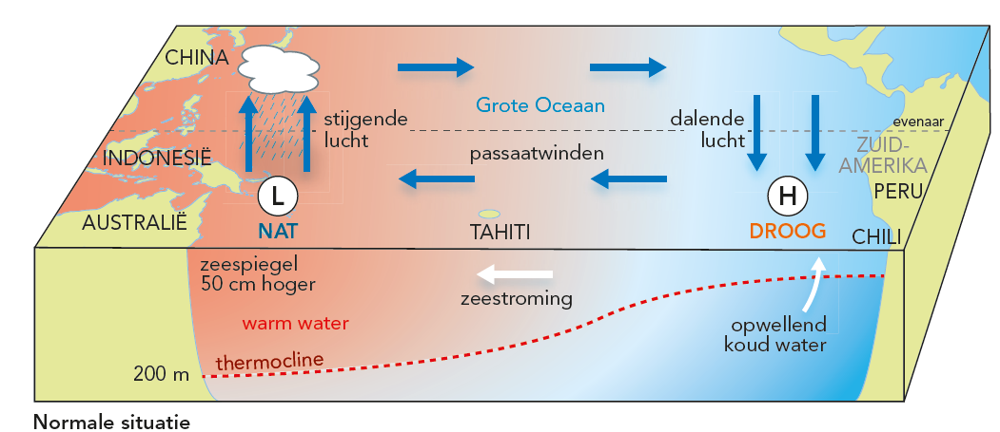 CHINA
Grote Oceaan
stijgende
lucht
dalende
lucht
evenaar
passaatwinden
INDONESIË
ZUID-
AMERIKA
PERU
L
H
AUSTRALIË
NAT
TAHITI
DROOG
CHILI
zeespiegel
50 cm hoger
zeestroming
warm water
opwellend
koud water
thermocline
200 m
Normale situatie